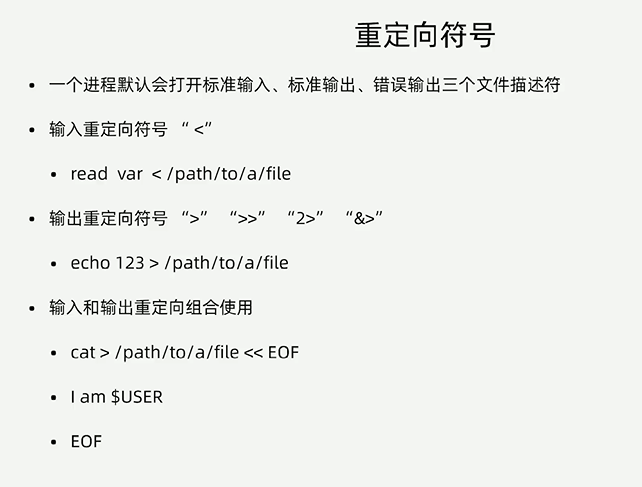 重定向符号
• 一个进程默认会打开标准输入、标准输出、错误输出三个文件描述符
• 输入重定向符号 “ <”
• read var < /path/to/a/file
• 输出重定向符号 “>” “>>” “2>” “&>”
• echo 123 > /path/to/a/file
• 输入和输出重定向组合使用
• cat > /path/to/a/file << EOF
• I am $USER
• EOF